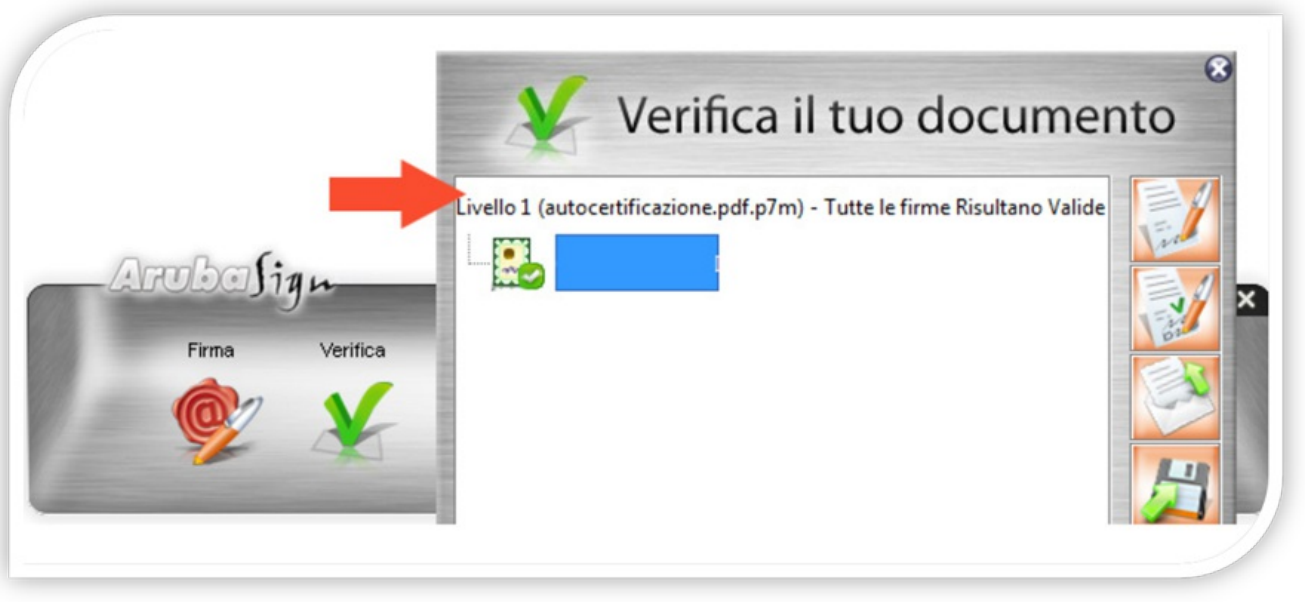 Verifica il tuo documento
Livello 1 (autocertificazione.pdf.p7m) - Tutte le firme Risultano Valide
ArubaSign
Firma Verifica